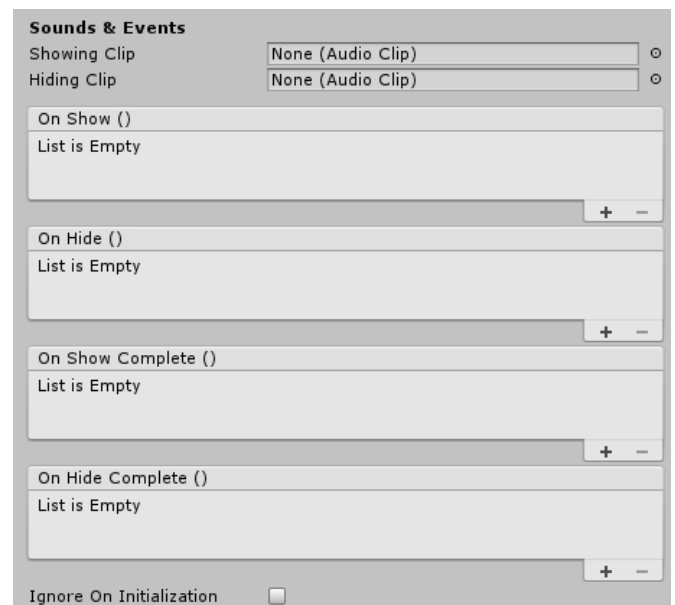 Sounds & Events
Showing Clip None (Audio Clip)
Hiding Clip None (Audio Clip)
On Show ()
List is Empty
+ −
On Hide ()
List is Empty
+ −
On Show Complete ()
List is Empty
+ −
On Hide Complete ()
List is Empty
+ −
Ignore On Initialization